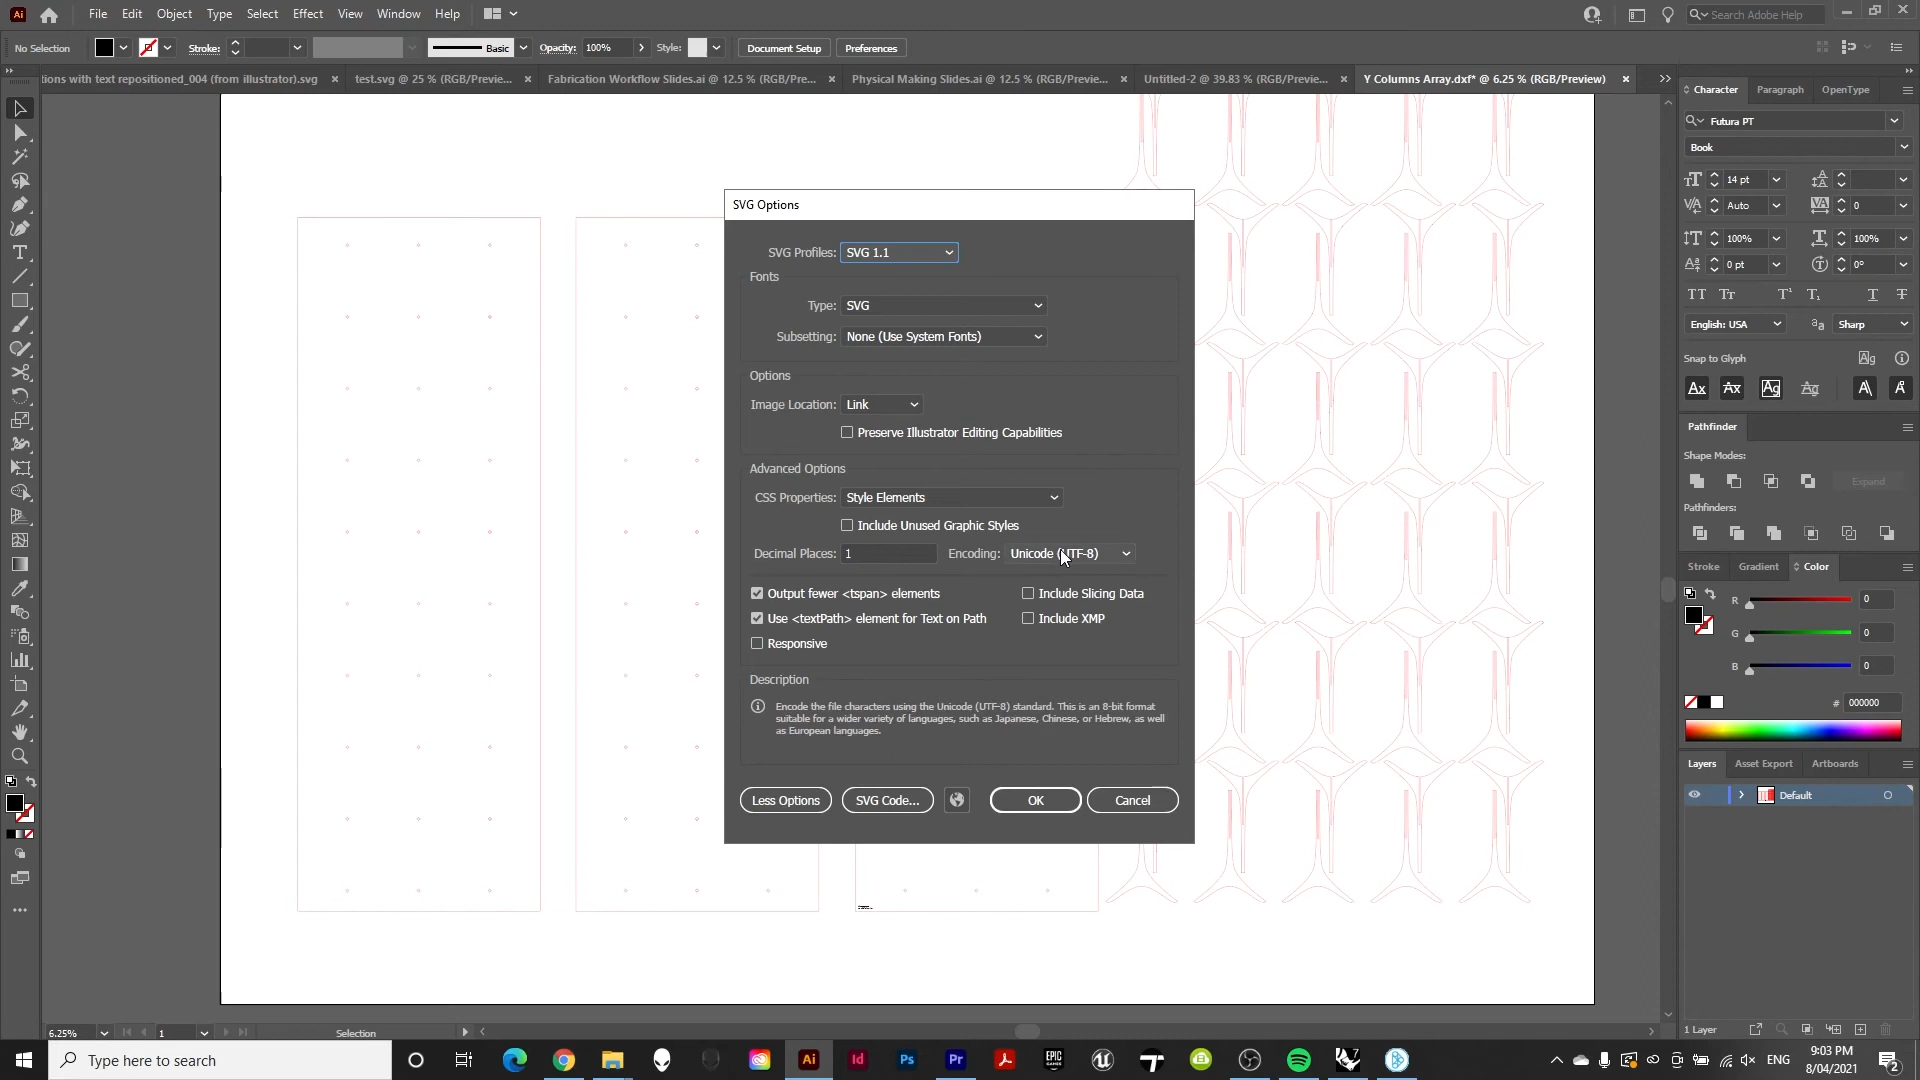 Ai File Edit Object Type Select Effect View Window Help Search Adobe Help
No Selection Stroke: Basic Opacity: 100% Style: Document Setup Preferences
tions with text repositioned_004 (from illustrator).svg × test.svg @ 25 % (RGB/Previe... × Fabrication Workflow Slides.ai @ 12.5 % (RGB/Pre... × Physical Making Slides.ai @ 12.5 % (RGB/Previe... × Untitled-2 @ 39.83 % (RGB/Previe... × Y Columns Array.dxf* @ 6.25 % (RGB/Preview) ×
SVG Options
SVG Profiles: SVG 1.1
Fonts
Type: SVG
Subsetting: None (Use System Fonts)
Options
Image Location: Link
Preserve Illustrator Editing Capabilities
Advanced Options
CSS Properties: Style Elements
Include Unused Graphic Styles
Decimal Places: 1 Encoding: Unicode (UTF-8)
Output fewer <tspan> elements Include Slicing Data
Use <textPath> element for Text on Path Include XMP
Responsive
Description
Encode the file characters using the Unicode (UTF-8) standard. This is an 8-bit format
suitable for a wider variety of languages, such as Japanese, Chinese, or Hebrew, as well
as European languages.
Less Options SVG Code... OK Cancel
Character Paragraph OpenType
Futura PT
Book
14 pt
Auto 0
100% 100%
0 pt 0°
English: USA Sharp
Snap to Glyph
Pathfinder
Shape Modes:
Expand
Pathfinders:
Stroke Gradient Color
R 0
G 0
B 0
# 000000
Layers Asset Export Artboards
Default
1 Layer
6.25% 1 Selection
Type here to search
Ai Id Ps Pr EPIC GAMES
ENG 9:03 PM
8/04/2021
2